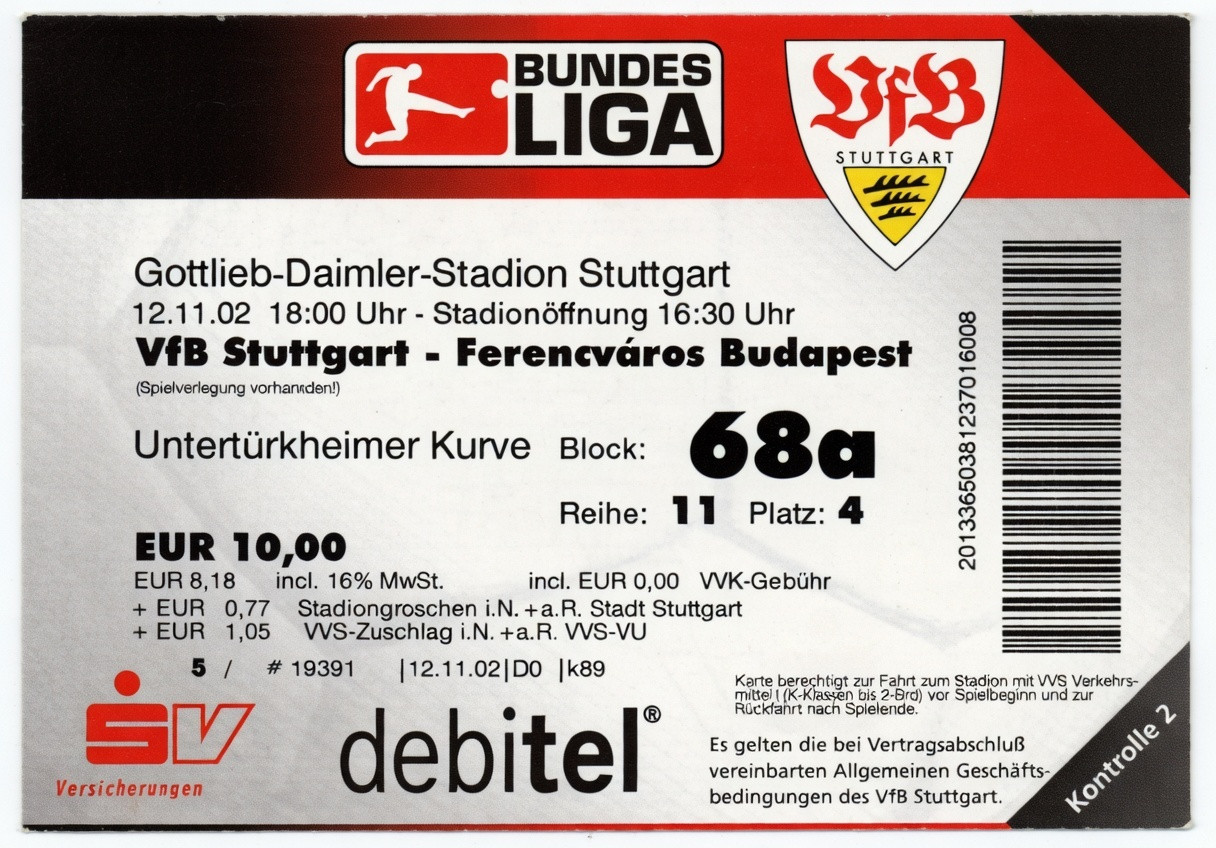 BUNDES
LIGA
VfB
STUTTGART
Gottlieb-Daimler-Stadion Stuttgart
12.11.02 18:00 Uhr - Stadionöffnung 16:30 Uhr
VfB Stuttgart - Ferencváros Budapest
(Spielverlegung vorhanden!)
Untertürkheimer Kurve Block: 68a
Reihe: 11 Platz: 4
EUR 10,00
EUR 8,18 incl. 16% MwSt. incl. EUR 0,00 VVK-Gebühr
+ EUR 0,77 Stadiongroschen i.N. +a.R. Stadt Stuttgart
+ EUR 1,05 VVS-Zuschlag i.N. +a.R. VVS-VU
5 / # 19391 |12.11.02|D0 |k89
20133650381237016008
Karte berechtigt zur Fahrt zum Stadion mit VVS Verkehrs-
mittel (K-Klassen bis 2-) vor Spielbeginn und zur
Rückfahrt nach Spielende.
SV
Versicherungen
debitel®
Es gelten die bei Vertragsabschluß
vereinbarten Allgemeinen Geschäfts-
bedingungen des VfB Stuttgart.
Kontrolle 2